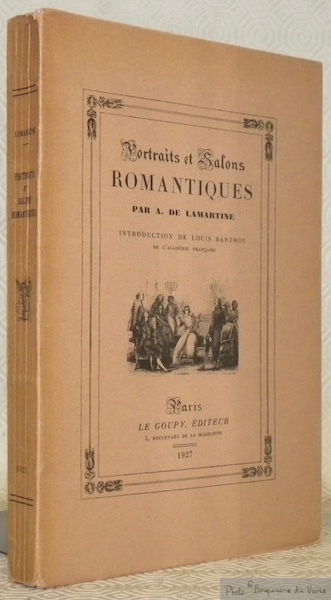 LAMARTINE
PORTRAITS
ET
SALONS
ROMANTIQUES
1927
Portraits et Salons
ROMANTIQUES
PAR A. DE LAMARTINE
INTRODUCTION DE LOUIS BARTHOU
DE L'ACADÉMIE FRANÇAISE
Paris
LE GOUPY, ÉDITEUR
5, BOULEVART DE LA MADELEINE
1927
Photo © Bouquinerie du Varis